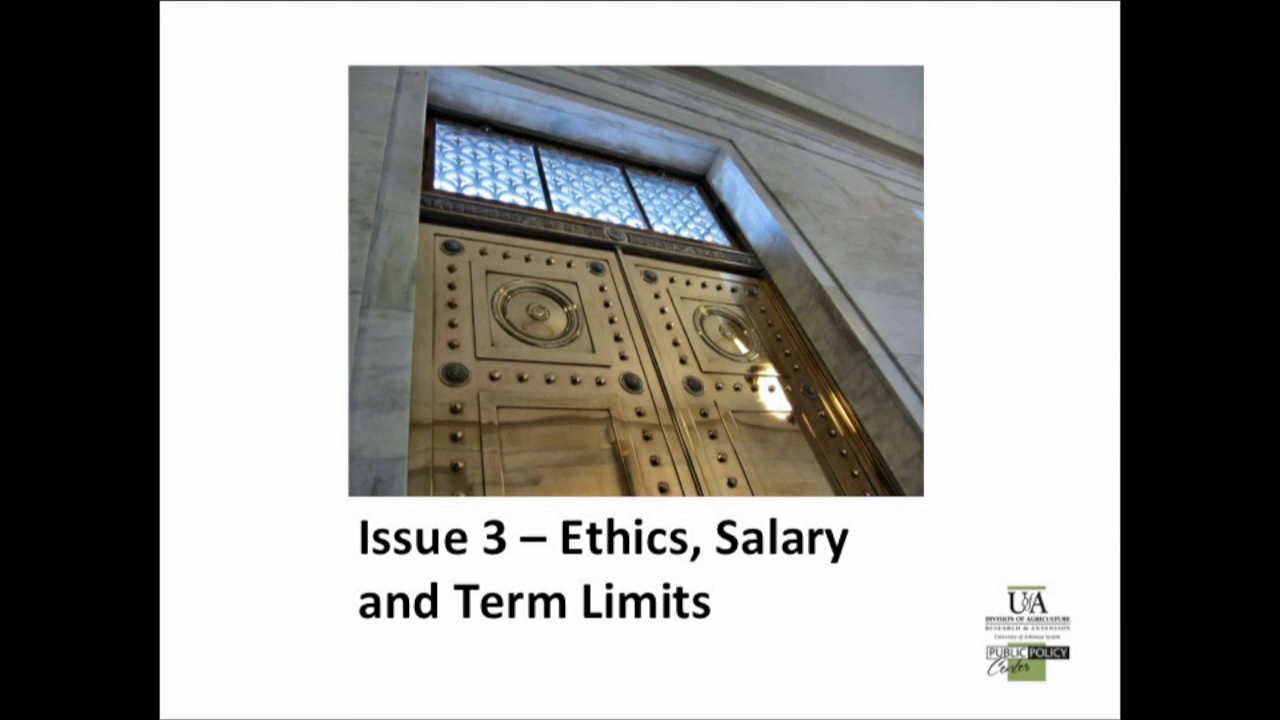 Issue 3 – Ethics, Salary
and Term Limits
UofA
DIVISION OF AGRICULTURE
RESEARCH & EXTENSION
University of Arkansas System
PUBLIC POLICY
Center